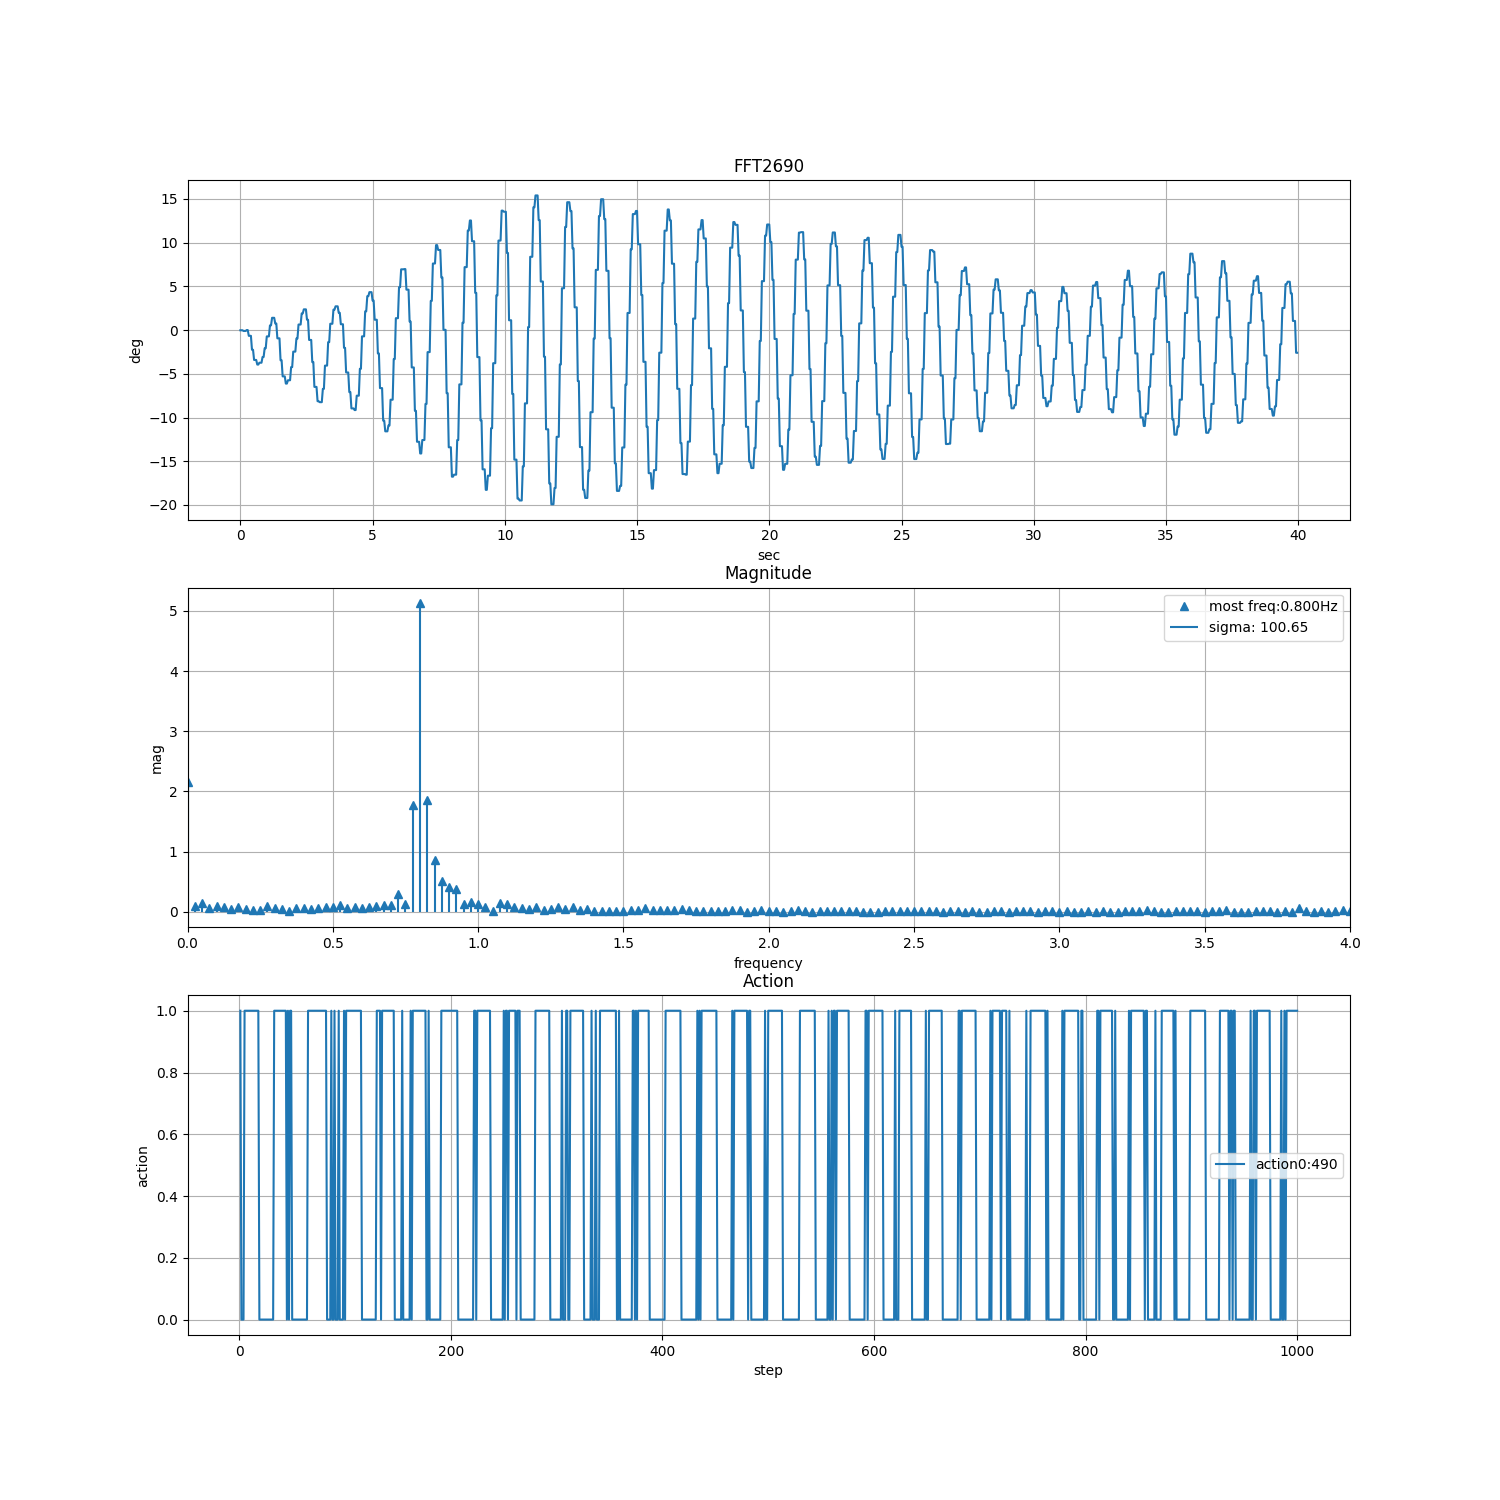 FFT2690
15
10
5
0
−5
−10
−15
−20
deg
0 5 10 15 20 25 30 35 40
sec
Magnitude
most freq:0.800Hz
sigma: 100.65
5
4
3
2
1
0
mag
0.0 0.5 1.0 1.5 2.0 2.5 3.0 3.5 4.0
frequency
Action
1.0
0.8
0.6
0.4
0.2
0.0
action
action0:490
0 200 400 600 800 1000
step